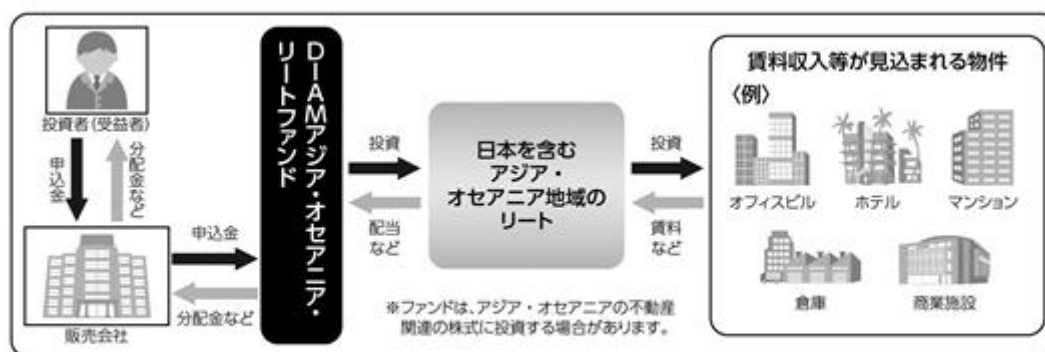 投資者(受益者)
申込金
分配金など
販売会社
申込金
分配金など
DIAMアジア・オセアニア・
リートファンド
投資
配当
など
日本を含む
アジア・
オセアニア地域の
リート
投資
賃料
など
※ファンドは、アジア・オセアニアの不動産
関連の株式に投資する場合があります。
賃料収入等が見込まれる物件
〈例〉
オフィスビル
ホテル
マンション
倉庫
商業施設